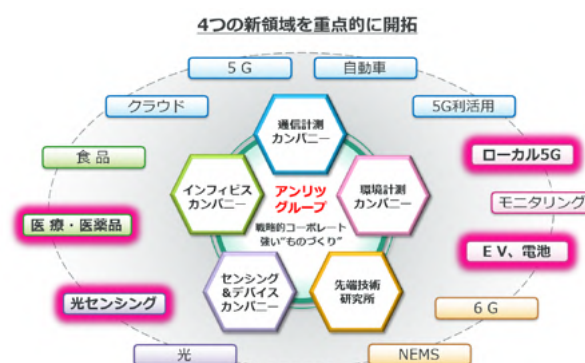 4つの新領域を重点的に開拓
5G
自動車
クラウド
5G利活用
食品
ローカル5G
医療・医薬品
モニタリング
光センシング
EV、電池
光
NEMS
6G
通信計測
カンパニー
インフィビス
カンパニー
環境計測
カンパニー
アンリツ
グループ
戦略的コーポレート
強い"ものづくり"
センシング
&デバイス
カンパニー
先端技術
研究所